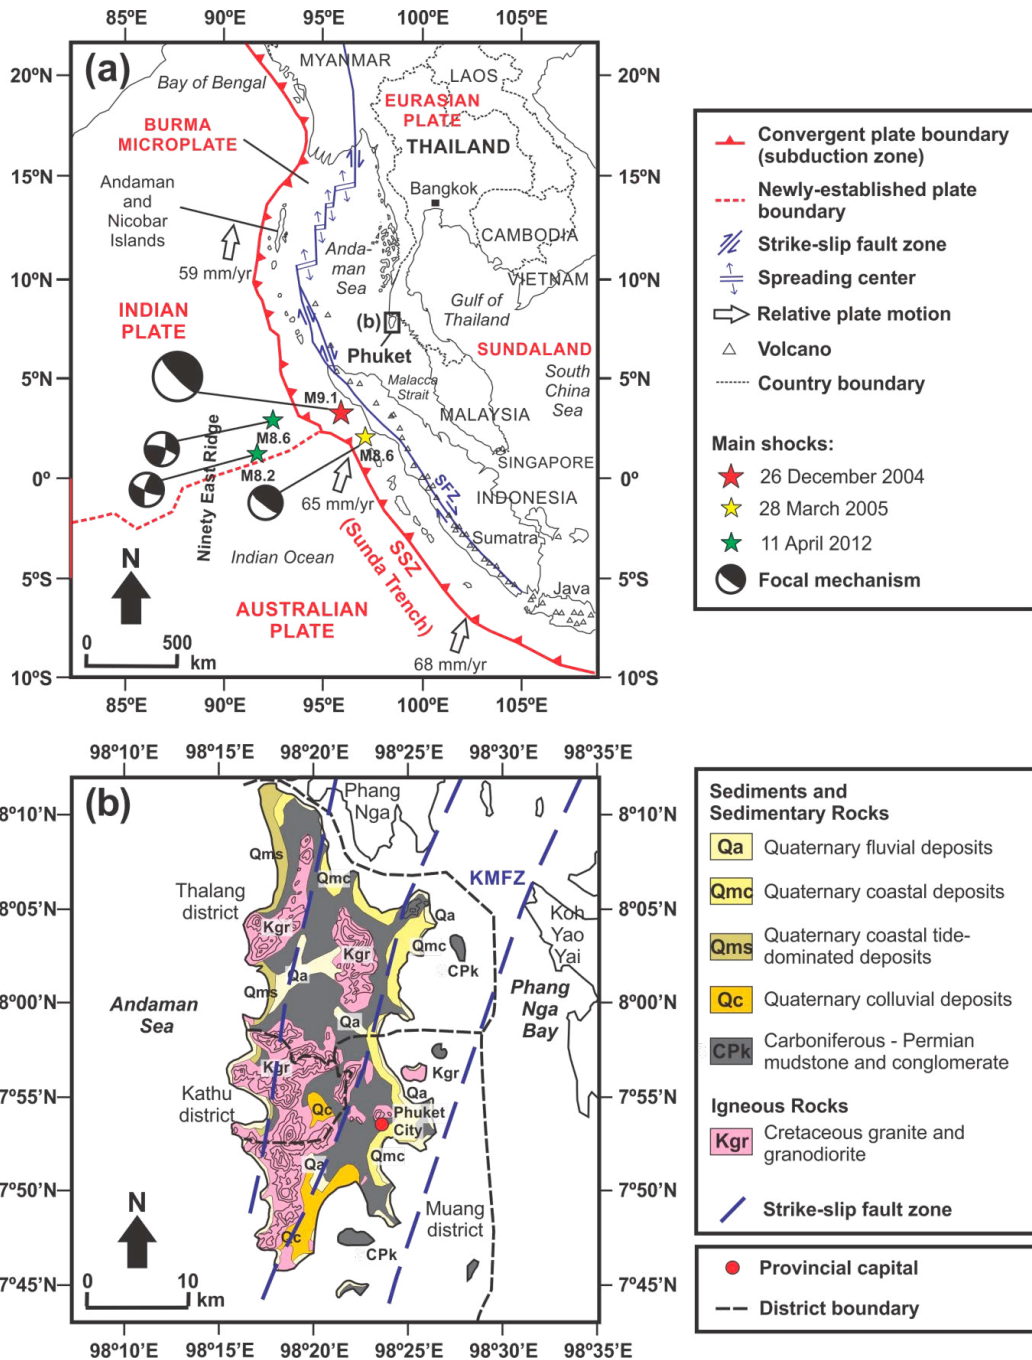 85ºE 90ºE 95ºE 100ºE 105ºE
(a)
20ºN
15ºN
10ºN
5ºN
0º
5ºS
10ºS
20ºN
15ºN
10ºN
5ºN
0º
5ºS
10ºS
MYANMAR
LAOS
Bay of Bengal
EURASIAN
PLATE
BURMA
MICROPLATE
THAILAND
Andaman
and
Nicobar
Islands
Bangkok
CAMBODIA
59 mm/yr
Anda-
man
Sea
VIETNAM
Gulf of
Thailand
INDIAN
PLATE
(b)
Phuket
SUNDALAND
South
China
Sea
Malacca
Strait
M9.1
MALAYSIA
M8.6
M8.2
M8.6
Ninety East Ridge
SINGAPORE
65 mm/yr
SFZ
INDONESIA
Sumatra
Indian Ocean
SSZ
(Sunda Trench)
Java
N
AUSTRALIAN
PLATE
0 500
km
68 mm/yr
85ºE 90ºE 95ºE 100ºE 105ºE
Convergent plate boundary
(subduction zone)
Newly-established plate
boundary
Strike-slip fault zone
Spreading center
Relative plate motion
Volcano
Country boundary
Main shocks:
26 December 2004
28 March 2005
11 April 2012
Focal mechanism
98º10'E 98º15'E 98º20'E 98º25'E 98º30'E 98º35'E
(b)
8º10'N
8º05'N
8º00'N
7º55'N
7º50'N
7º45'N
8º10'N
8º05'N
8º00'N
7º55'N
7º50'N
7º45'N
Phang
Nga
Qms
Qmc
KMFZ
Thalang
district
Kgr
Qa
Koh
Yao
Yai
Kgr
Qmc
CPk
Qa
Qms
Andaman
Sea
Phang
Nga
Bay
Qa
Kgr
Kgr
Qa
Kathu
district
Qc
Phuket
City
Qmc
Qa
Muang
district
N
Qc
CPk
0 10
km
98º10'E 98º15'E 98º20'E 98º25'E 98º30'E 98º35'E
Sediments and
Sedimentary Rocks
Qa Quaternary fluvial deposits
Qmc Quaternary coastal deposits
Qms Quaternary coastal tide-
dominated deposits
Qc Quaternary colluvial deposits
CPk Carboniferous - Permian
mudstone and conglomerate
Igneous Rocks
Kgr Cretaceous granite and
granodiorite
Strike-slip fault zone
Provincial capital
District boundary